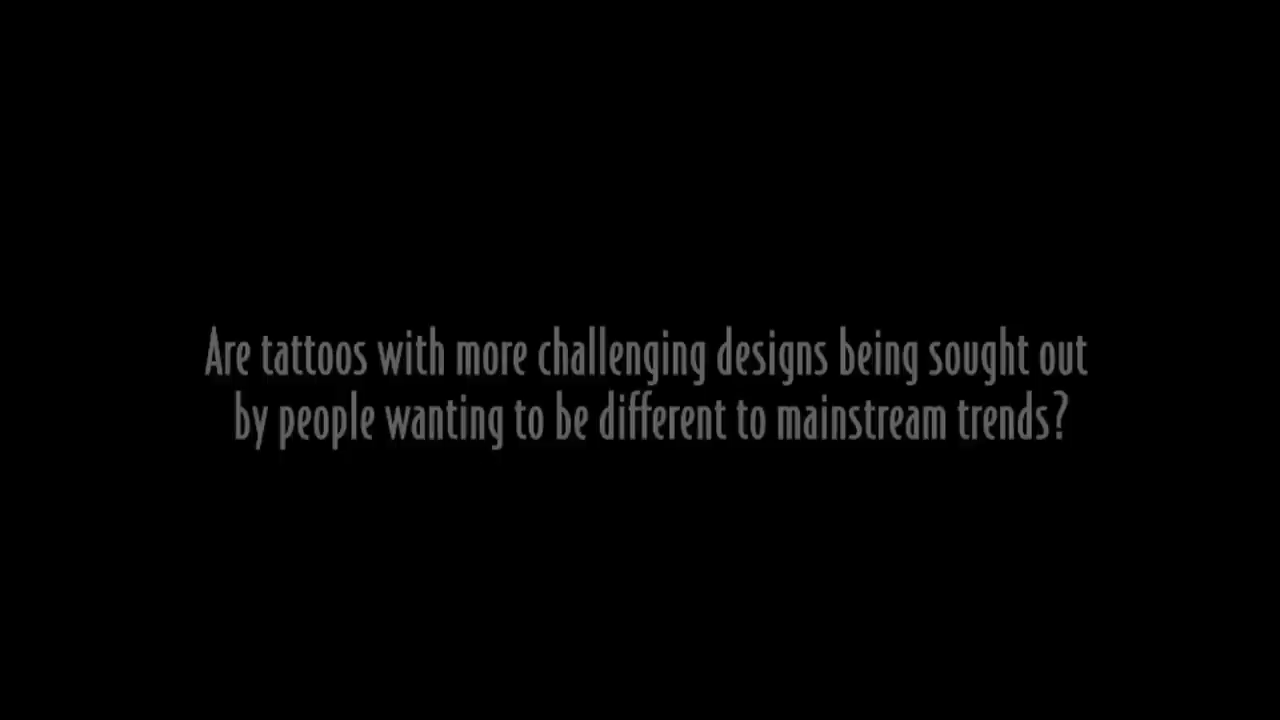 Are tattoos with more challenging designs being sought out
by people wanting to be different to mainstream trends?